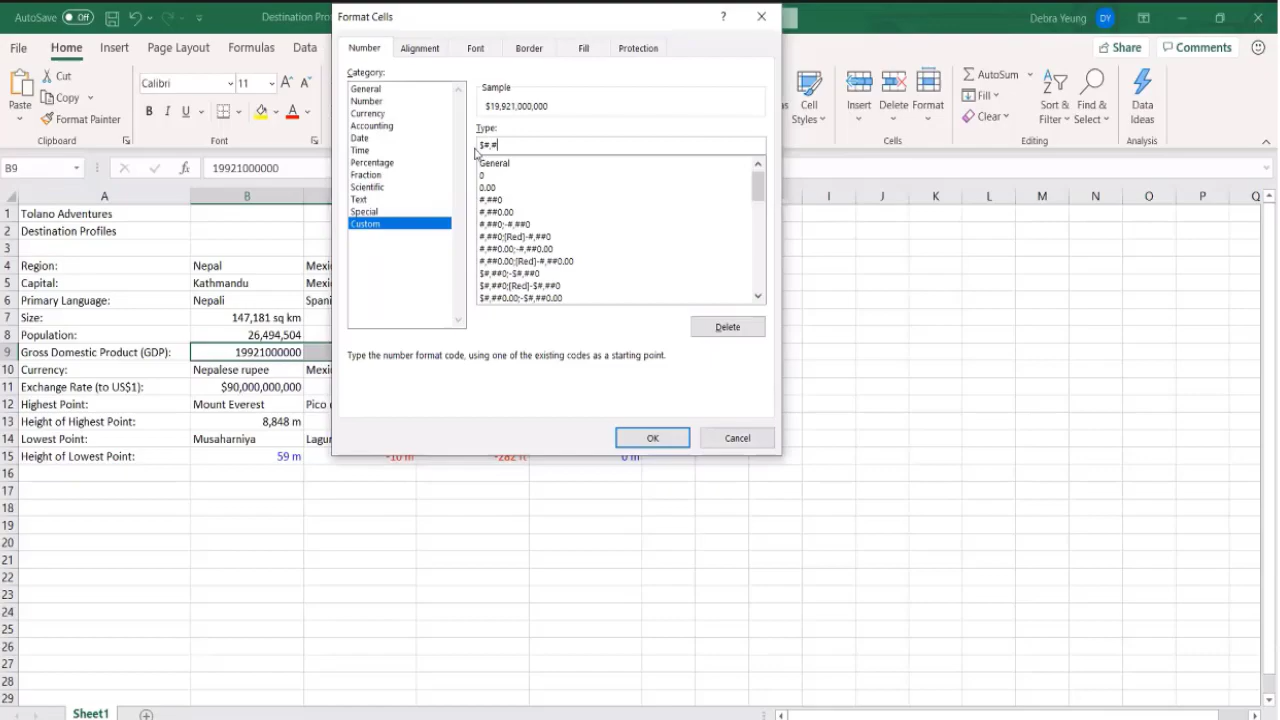 AutoSave Off Destination Pro Debra Yeung DY
File Home Insert Page Layout Formulas Data Share Comments
Paste
Cut
Copy
Format Painter
Clipboard
Calibri 11 A A
B I U A
Font
Cell Styles
Insert Delete Format
Cells
AutoSum
Fill
Clear
Sort & Filter
Find & Select
Editing
Data Ideas
Analysis
Format Cells ?
Number Alignment Font Border Fill Protection
Category:
General
Number
Currency
Accounting
Date
Time
Percentage
Fraction
Scientific
Text
Special
Custom
Sample
$19,921,000,000
Type:
$#,#
General
0
0.00
#,##0
#,##0.00
#,##0;-#,##0
#,##0;[Red]-#,##0
#,##0.00;-#,##0.00
#,##0.00;[Red]-#,##0.00
$#,##0;-$#,##0
$#,##0;[Red]-$#,##0
$#,##0.00;-$#,##0.00
Delete
Type the number format code, using one of the existing codes as a starting point.
OK Cancel
B9 fx 19921000000
A B I J K L M N O P Q
1 Tolano Adventures
2 Destination Profiles
3
4 Region: Nepal Mexi
5 Capital: Kathmandu Mexi
6 Primary Language: Nepali Spani
7 Size: 147,181 sq km
8 Population: 26,494,504
9 Gross Domestic Product (GDP): 19921000000
10 Currency: Nepalese rupee Mexi
11 Exchange Rate (to US$1): $90,000,000,000
12 Highest Point: Mount Everest Pico
13 Height of Highest Point: 8,848 m
14 Lowest Point: Musaharniya Lagu
15 Height of Lowest Point: 59 m -10 m -282 ft 0 m
16
17
18
19
20
21
22
23
24
25
26
27
28
29
Sheet1